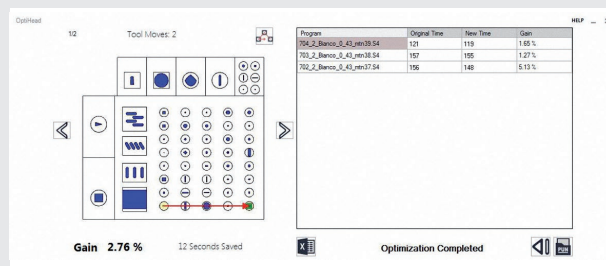 OptiHead
HELP
1/2
Tool Moves: 2
Program Original Time New Time Gain
704_2_Bianco_0_43_mtn39.S4 121 119 1.65 %
703_2_Bianco_0_43_mtn38.S4 157 155 1.27 %
702_2_Bianco_0_43_mtn37.S4 156 148 5.13 %
Gain 2.76 %
12 Seconds Saved
Optimization Completed
PUN